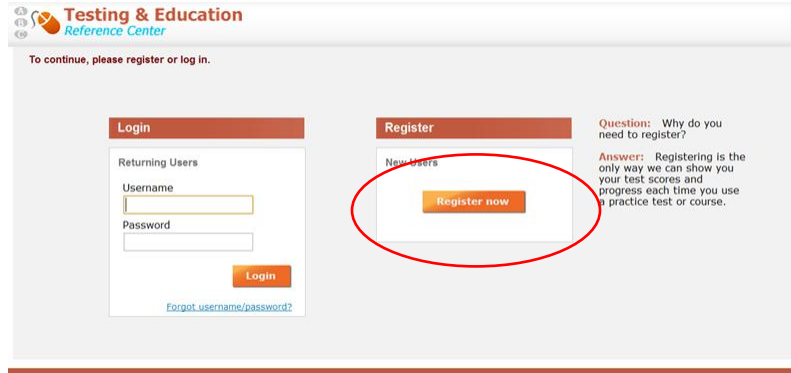 A
B
C
Testing & Education
Reference Center
To continue, please register or log in.
Login
Returning Users
Username
Password
Login
Forgot username/password?
Register
New Users
Register now
Question: Why do you
need to register?
Answer: Registering is the
only way we can show you
your test scores and
progress each time you use
a practice test or course.